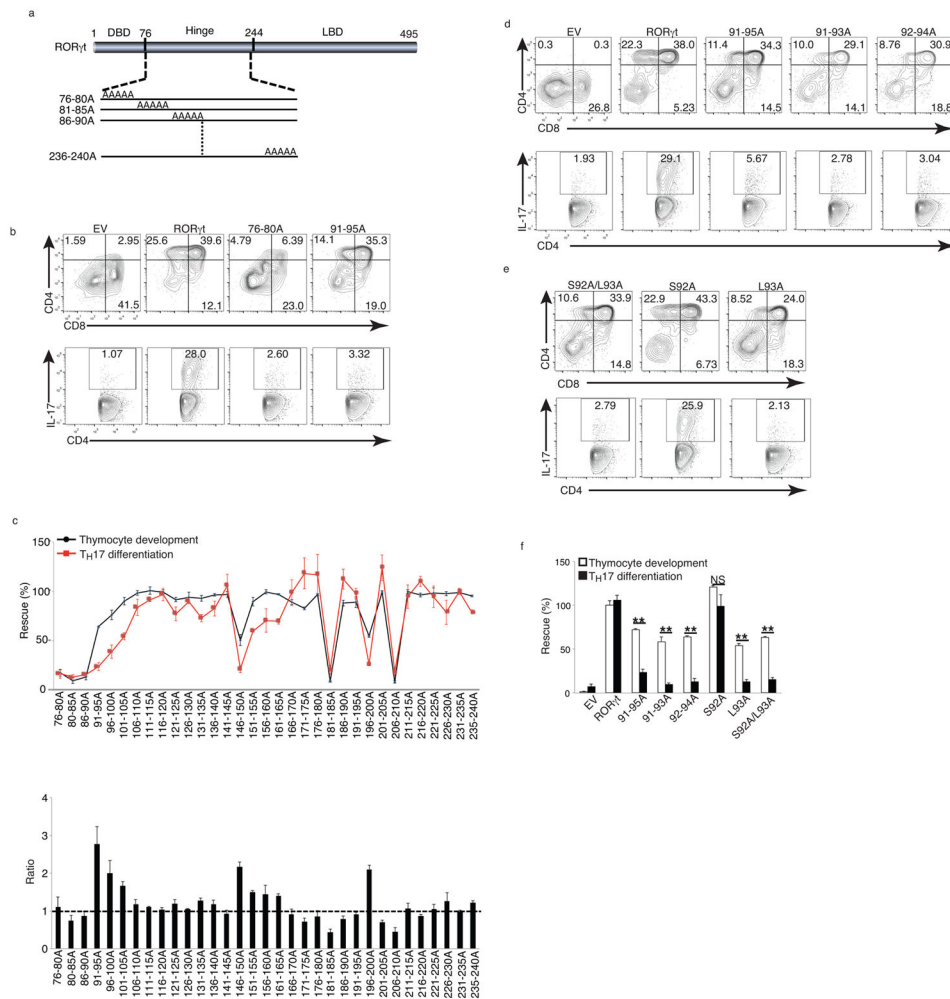 a
1 DBD 76 Hinge 244 LBD 495
RORγt
AAAAA
76-80A
AAAAA
81-85A
AAAAA
86-90A
AAAAA
236-240A
b
EV RORγt 76-80A 91-95A
1.59 2.95 25.6 39.6 4.79 6.39 14.1 35.3
41.5 12.1 23.0 19.0
CD4
CD8
1.07 28.0 2.60 3.32
IL-17
CD4
c
Thymocyte development
TH17 differentiation
Rescue (%)
150
100
50
0
76-80A 80-85A 86-90A 91-95A 96-100A 101-105A 106-110A 111-115A 116-120A 121-125A 126-130A 131-135A 136-140A 141-145A 146-150A 151-155A 156-160A 161-165A 166-170A 171-175A 176-180A 181-185A 186-190A 191-195A 196-200A 201-205A 206-210A 211-215A 216-220A 221-225A 226-230A 231-235A 235-240A
Ratio
4
3
2
1
0
76-80A 80-85A 86-90A 91-95A 96-100A 101-105A 106-110A 111-115A 116-120A 121-125A 126-130A 131-135A 136-140A 141-145A 146-150A 151-155A 156-160A 161-165A 166-170A 171-175A 176-180A 181-185A 186-190A 191-195A 196-200A 201-205A 206-210A 211-215A 216-220A 221-225A 226-230A 231-235A 235-240A
d
EV RORγt 91-95A 91-93A 92-94A
0.3 0.3 22.3 38.0 11.4 34.3 10.0 29.1 8.76 30.9
26.8 5.23 14.5 14.1 18.8
CD4
CD8
1.93 29.1 5.67 2.78 3.04
IL-17
CD4
e
S92A/L93A S92A L93A
10.6 33.9 22.9 43.3 8.52 24.0
14.8 6.73 18.3
CD4
CD8
2.79 25.9 2.13
IL-17
CD4
f
Thymocyte development
TH17 differentiation
Rescue (%)
150
100
50
0
** ** ** NS ** **
EV RORγt 91-95A 91-93A 92-94A S92A L93A S92A/L93A